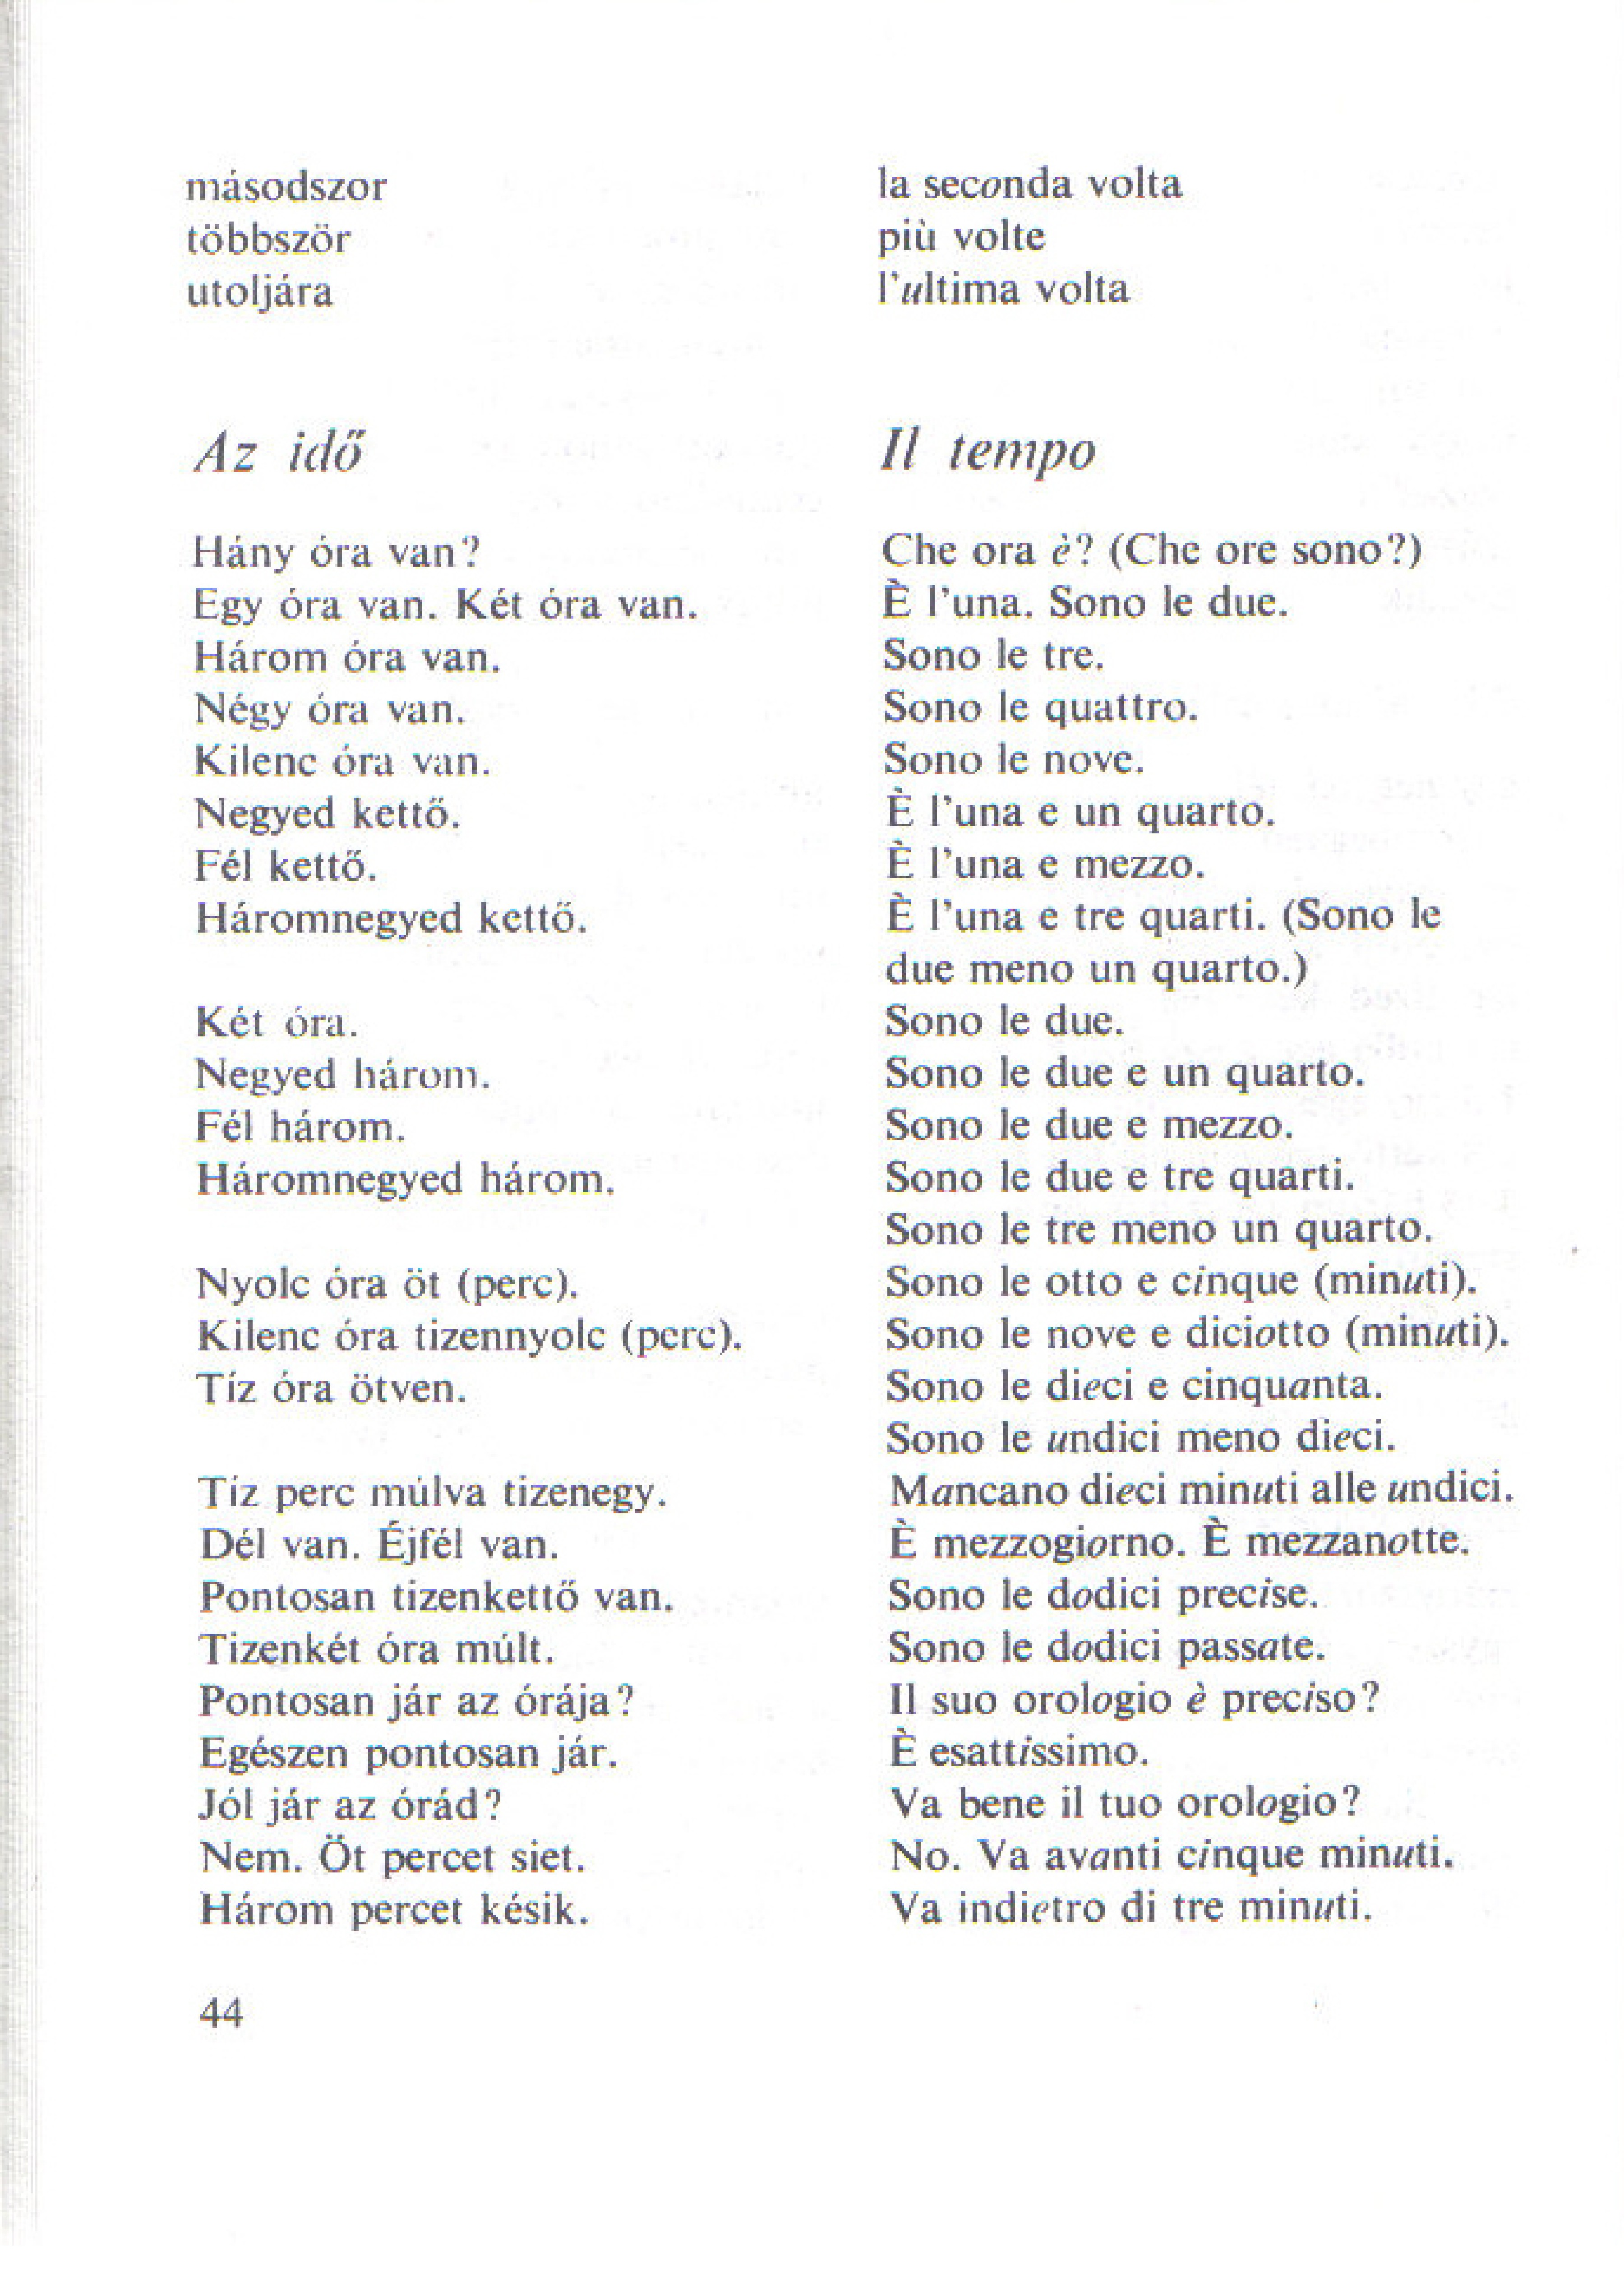 másodszor
többször
utoljára
la seconda volta
più volte
l'ultima volta
Az idő
Il tempo
Hány óra van?
Egy óra van. Két óra van.
Három óra van.
Négy óra van.
Kilenc óra van.
Negyed kettő.
Fél kettő.
Háromnegyed kettő.
Két óra.
Negyed három.
Fél három.
Háromnegyed három.
Nyolc óra öt (perc).
Kilenc óra tizennyolc (perc).
Tíz óra ötven.
Tíz perc múlva tizenegy.
Dél van. Éjfél van.
Pontosan tizenkettő van.
Tizenkét óra múlt.
Pontosan jár az órája?
Egészen pontosan jár.
Jól jár az órád?
Nem. Öt percet siet.
Három percet késik.
Che ora è? (Che ore sono?)
È l'una. Sono le due.
Sono le tre.
Sono le quattro.
Sono le nove.
È l'una e un quarto.
È l'una e mezzo.
È l'una e tre quarti. (Sono le
due meno un quarto.)
Sono le due.
Sono le due e un quarto.
Sono le due e mezzo.
Sono le due e tre quarti.
Sono le tre meno un quarto.
Sono le otto e cinque (minuti).
Sono le nove e diciotto (minuti).
Sono le dieci e cinquanta.
Sono le undici meno dieci.
Mancano dieci minuti alle undici.
È mezzogiorno. È mezzanotte.
Sono le dodici precise.
Sono le dodici passate.
Il suo orologio è preciso?
È esattissimo.
Va bene il tuo orologio?
No. Va avanti cinque minuti.
Va indietro di tre minuti.
44